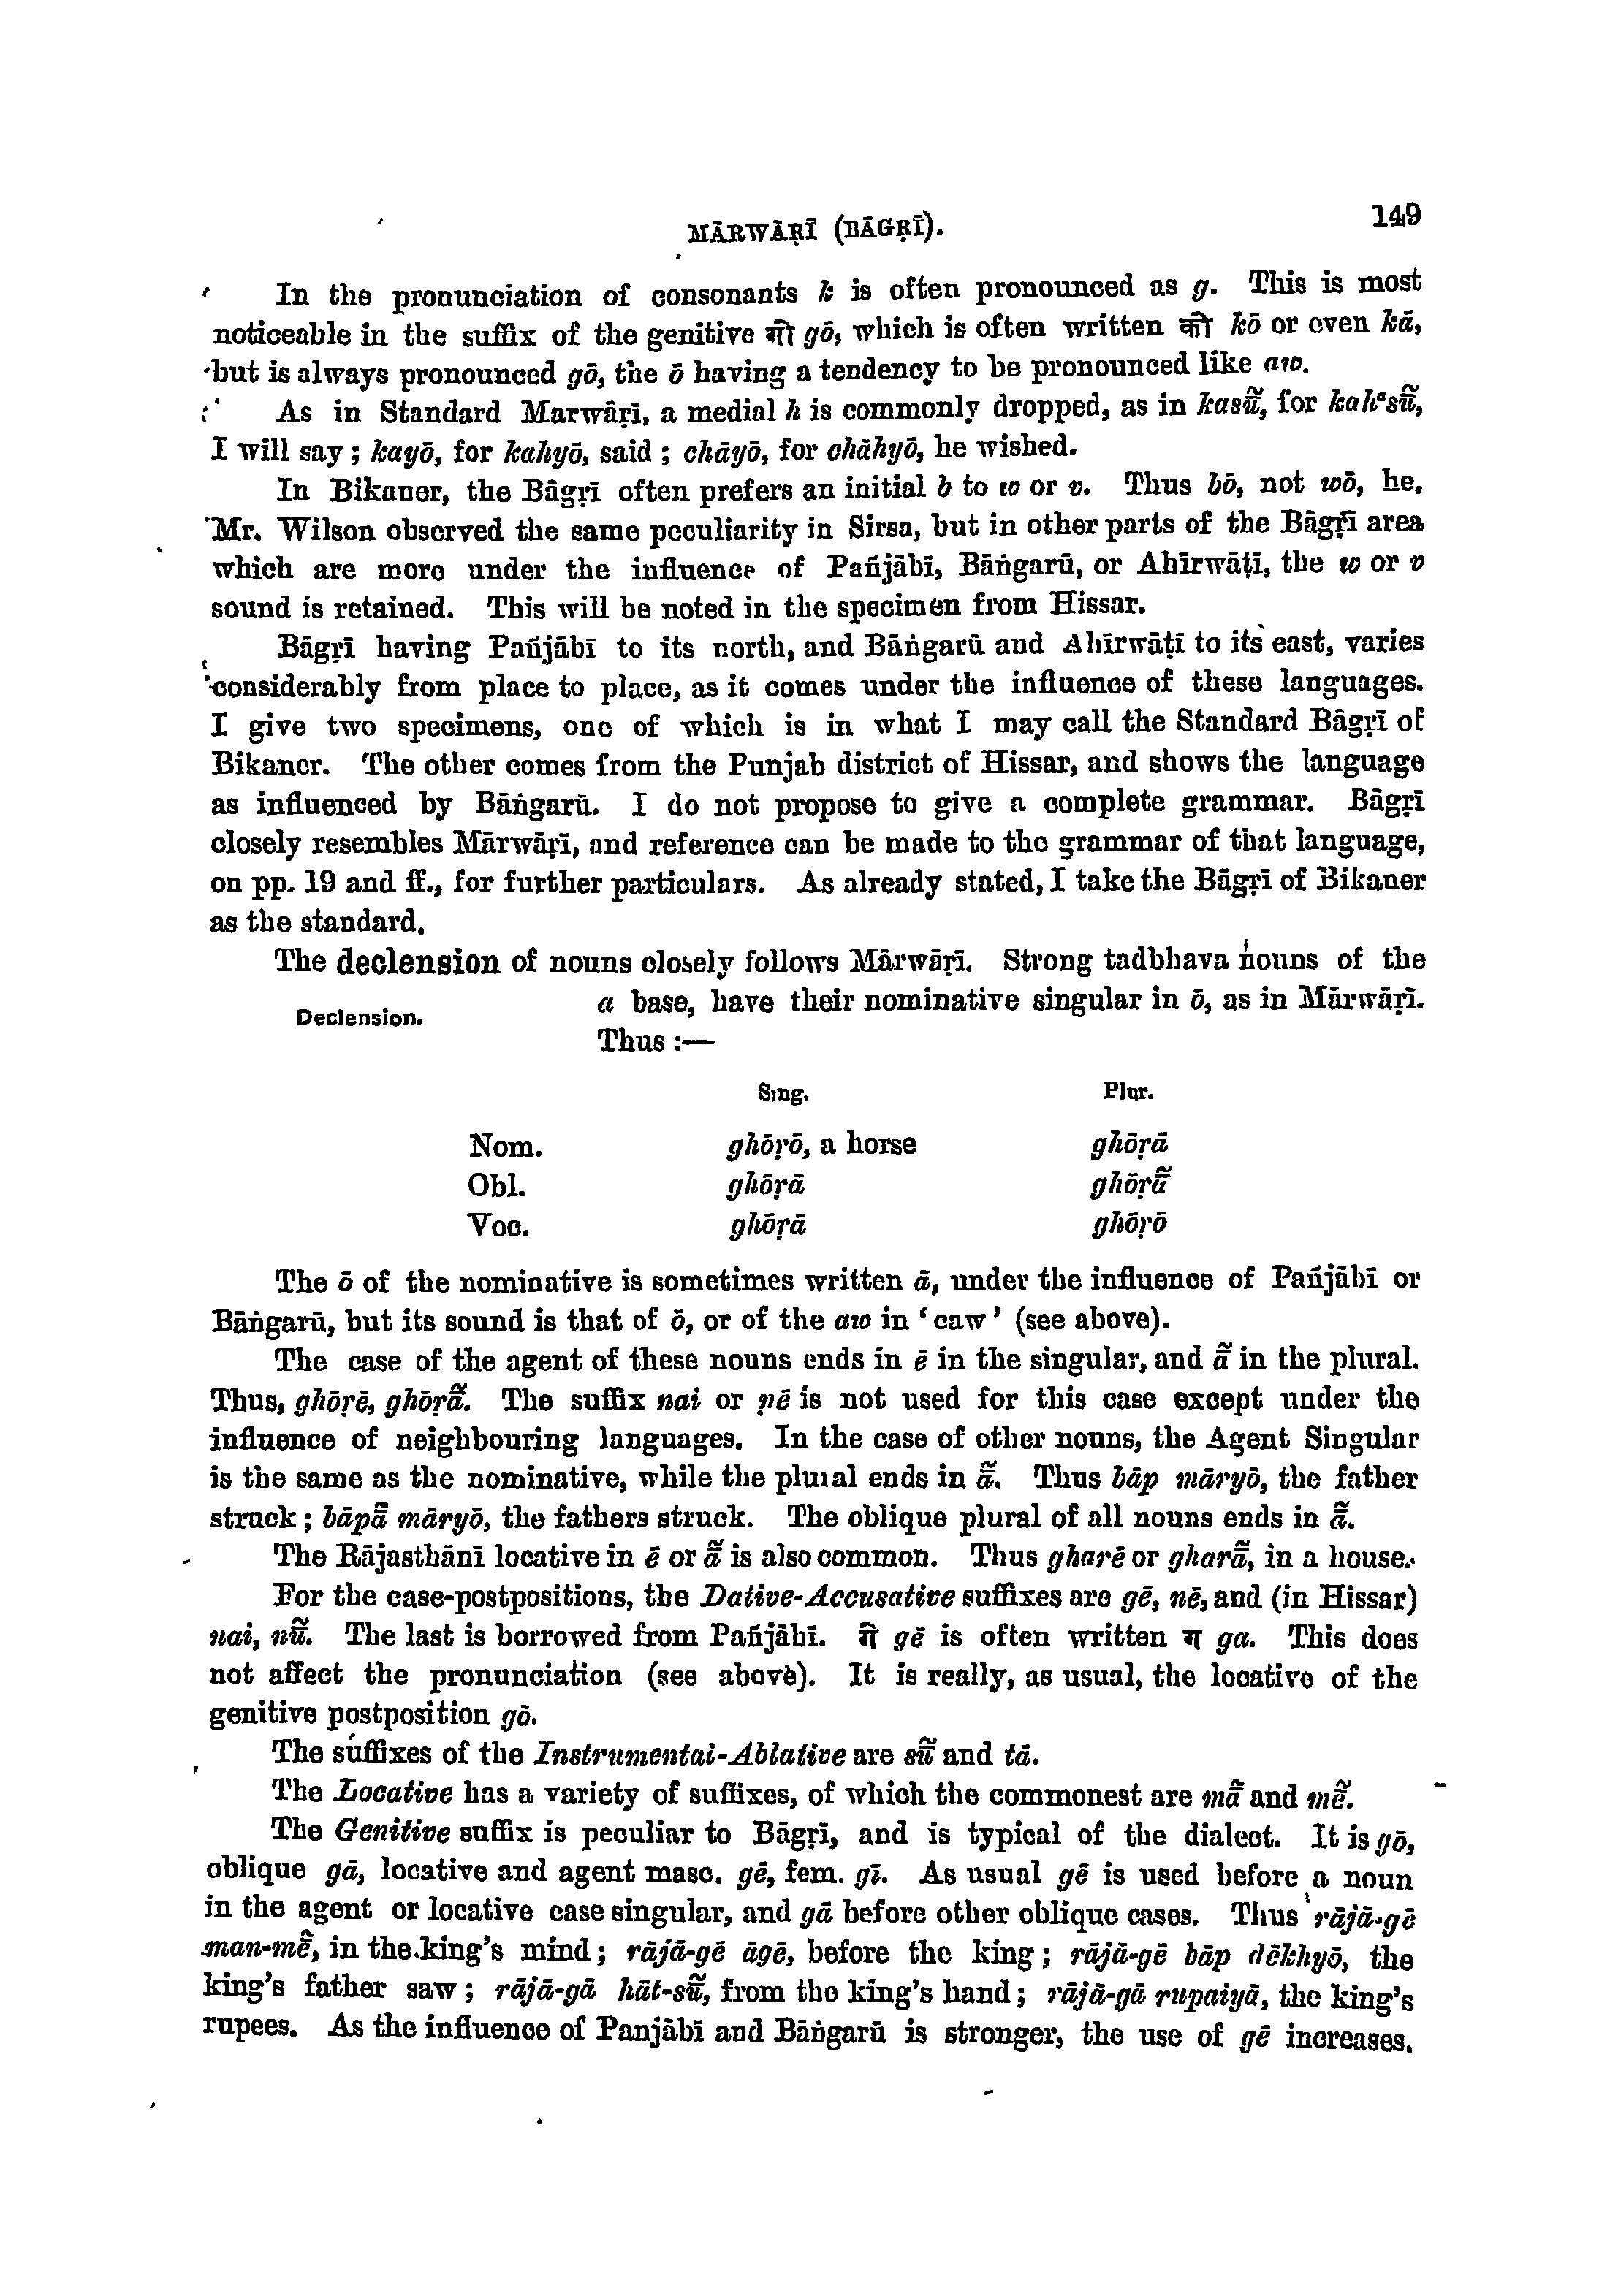 MĀRWĀṚĪ (BĀGṚĪ). 149
In the pronunciation of consonants k is often pronounced as g. This is most
noticeable in the suffix of the genitive गो gō, which is often written को kō or even kā,
but is always pronounced gō, the ō having a tendency to be pronounced like aw.
As in Standard Marwāṛī, a medial h is commonly dropped, as in kasū̃, for kahᵃsū̃,
I will say ; kayō, for kahyō, said ; chāyō, for chāhyō, he wished.
In Bikaner, the Bāgṛī often prefers an initial b to w or v. Thus bō, not wō, he.
Mr. Wilson observed the same peculiarity in Sirsa, but in other parts of the Bāgṛī area
which are more under the influence of Pañjābī, Bāṅgarū, or Ahīrwāṭī, the w or v
sound is retained. This will be noted in the specimen from Hissar.
Bāgṛī having Pañjābī to its north, and Bāṅgarū and Ahīrwāṭī to its east, varies
considerably from place to place, as it comes under the influence of these languages.
I give two specimens, one of which is in what I may call the Standard Bāgṛī of
Bikaner. The other comes from the Punjab district of Hissar, and shows the language
as influenced by Bāṅgarū. I do not propose to give a complete grammar. Bāgṛī
closely resembles Mārwāṛī, and reference can be made to the grammar of that language,
on pp. 19 and ff., for further particulars. As already stated, I take the Bāgṛī of Bikaner
as the standard.
The declension of nouns closely follows Mārwāṛī. Strong tadbhava nouns of the
Declension. a base, have their nominative singular in ō, as in Mārwāṛī.
Thus :—
Sing. Plur.
Nom. ghōṛō, a horse ghōṛā
Obl. ghōṛā ghōṛā̃
Voc. ghōṛā ghōṛō
The ō of the nominative is sometimes written ā, under the influence of Pañjābī or
Bāṅgarū, but its sound is that of ō, or of the aw in ‘caw’ (see above).
The case of the agent of these nouns ends in ē in the singular, and ā̃ in the plural.
Thus, ghōṛē, ghōṛā̃. The suffix nai or ṇē is not used for this case except under the
influence of neighbouring languages. In the case of other nouns, the Agent Singular
is the same as the nominative, while the plural ends in ā̃. Thus bāp māryō, the father
struck ; bāpā̃ māryō, the fathers struck. The oblique plural of all nouns ends in ā̃.
The Rājasthānī locative in ē or ā̃ is also common. Thus gharē or gharā̃, in a house.
For the case-postpositions, the Dative-Accusative suffixes are gē, nē, and (in Hissar)
nai, nū̃. The last is borrowed from Pañjābī. गे gē is often written ग ga. This does
not affect the pronunciation (see above). It is really, as usual, the locative of the
genitive postposition gō.
The suffixes of the Instrumental-Ablative are sū̃ and tā.
The Locative has a variety of suffixes, of which the commonest are mā̃ and mē̃.
The Genitive suffix is peculiar to Bāgṛī, and is typical of the dialect. It is gō,
oblique gā, locative and agent masc. gē, fem. gī. As usual gē is used before a noun
in the agent or locative case singular, and gā before other oblique cases. Thus rājā-gē
man-mē̃, in the king's mind ; rājā-gē āgē, before the king ; rājā-gē bāp dēkhyō, the
king's father saw ; rājā-gā hāt-sū̃, from the king's hand ; rājā-gā rupaiyā, the king's
rupees. As the influence of Panjābī and Bāṅgarū is stronger, the use of gē increases.